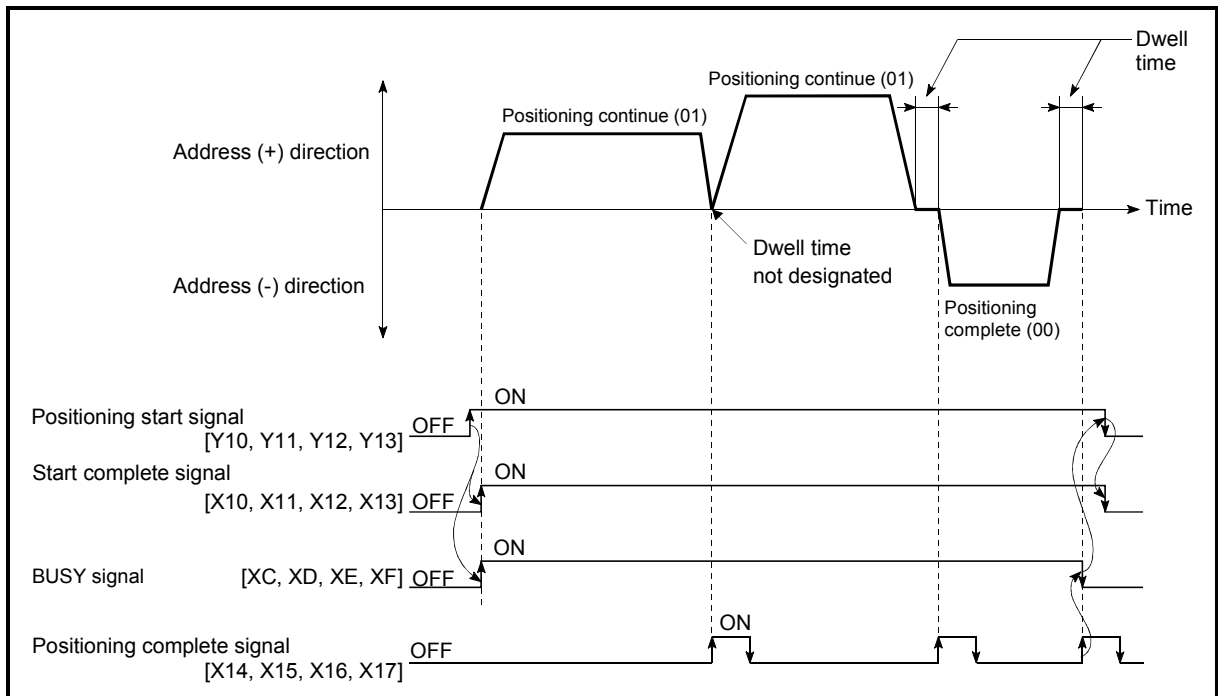 Dwell
time
Positioning continue (01)
Positioning continue (01)
Address (+) direction
Time
Dwell time
not designated
Address (-) direction
Positioning
complete (00)
ON
Positioning start signal
OFF
[Y10, Y11, Y12, Y13]
ON
Start complete signal
[X10, X11, X12, X13] OFF
ON
BUSY signal [XC, XD, XE, XF] OFF
ON
Positioning complete signal
OFF
[X14, X15, X16, X17]